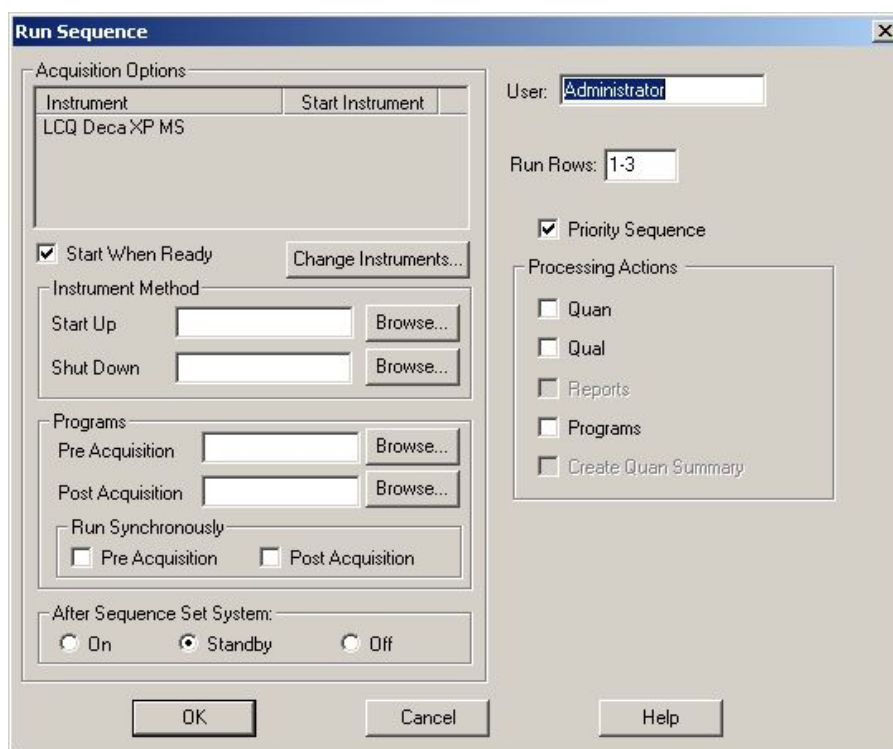 Run Sequence
Acquisition Options
Instrument Start Instrument
LCQ Deca XP MS
User: Administrator
Run Rows: 1-3
Start When Ready
Change Instruments...
Priority Sequence
Processing Actions
Quan
Qual
Reports
Programs
Create Quan Summary
Instrument Method
Start Up Browse...
Shut Down Browse...
Programs
Pre Acquisition Browse...
Post Acquisition Browse...
Run Synchronously
Pre Acquisition Post Acquisition
After Sequence Set System:
On Standby Off
OK Cancel Help